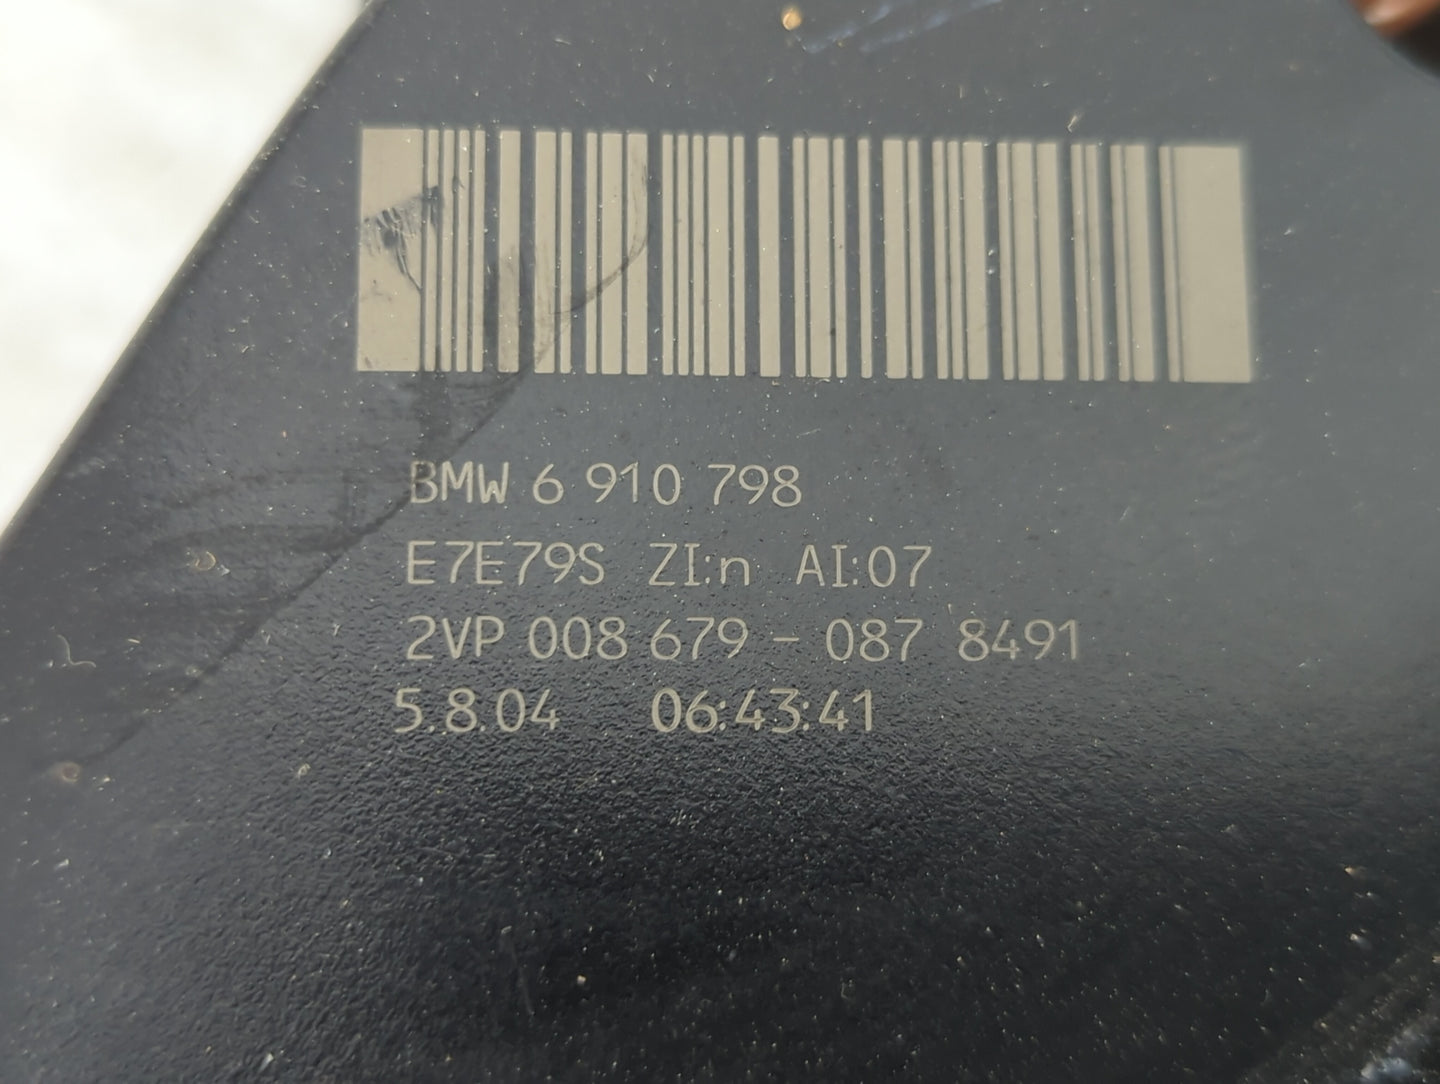 BMW 6 910 798
E7E79S ZI:n AI:07
2VP 008 679 - 087 8491
5.8.04 06:43:41